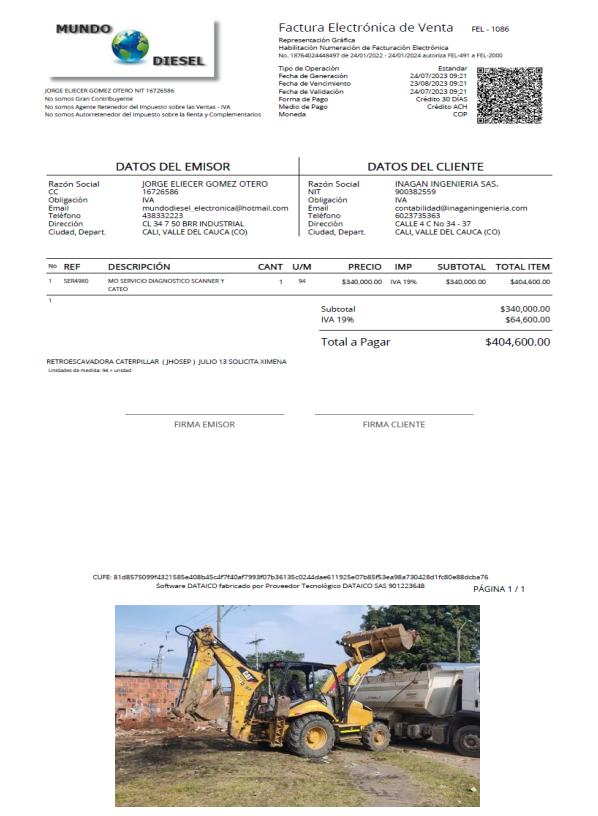 MUNDO
DIESEL
Factura Electrónica de Venta FEL - 1086
Representación Gráfica
Habilitación Numeración de Facturación Electrónica
No. 18764024448497 de 24/01/2022 - 24/01/2024 autoriza FEL-491 a FEL-2000
Tipo de Operación Estandar
Fecha de Generación 24/07/2023 09:21
Fecha de Vencimiento 23/08/2023 09:21
Fecha de Validación 24/07/2023 09:21
Forma de Pago Crédito 30 DÍAS
Medio de Pago Crédito ACH
Moneda COP
JORGE ELIECER GOMEZ OTERO NIT 16726586
No somos Gran Contribuyente
No somos Agente Retenedor del Impuesto sobre las Ventas - IVA
No somos Autorretenedor del Impuesto sobre la Renta y Complementarios
DATOS DEL EMISOR
Razón Social JORGE ELIECER GOMEZ OTERO
CC 16726586
Obligación IVA
Email mundodiesel_electronica@hotmail.com
Teléfono 438332223
Dirección CL 34 7 50 BRR INDUSTRIAL
Ciudad, Depart. CALI, VALLE DEL CAUCA (CO)
DATOS DEL CLIENTE
Razón Social INAGAN INGENIERIA SAS.
NIT 900382559
Obligación IVA
Email contabilidad@inaganingenieria.com
Teléfono 6023735363
Dirección CALLE 4 C No 34 - 37
Ciudad, Depart. CALI, VALLE DEL CAUCA (CO)
No REF DESCRIPCIÓN CANT U/M PRECIO IMP SUBTOTAL TOTAL ITEM
1 SER4980 MO SERVICIO DIAGNOSTICO SCANNER Y 1 94 $340,000.00 IVA 19% $340,000.00 $404,600.00
CATEO
1
Subtotal $340,000.00
IVA 19% $64,600.00
Total a Pagar $404,600.00
RETROESCAVADORA CATERPILLAR ( JHOSEP ) JULIO 13 SOLICITA XIMENA
Unidades de medida: 94 = unidad
FIRMA EMISOR FIRMA CLIENTE
CUFE: 81d8575099f4321585e408b45c4f7f40af7993f07b36135c0244dae611925e07b85f53ea98a730428d1fc80e88dcba76
Software DATAICO fabricado por Proveedor Tecnológico DATAICO SAS 901223648
PÁGINA 1 / 1
CAT